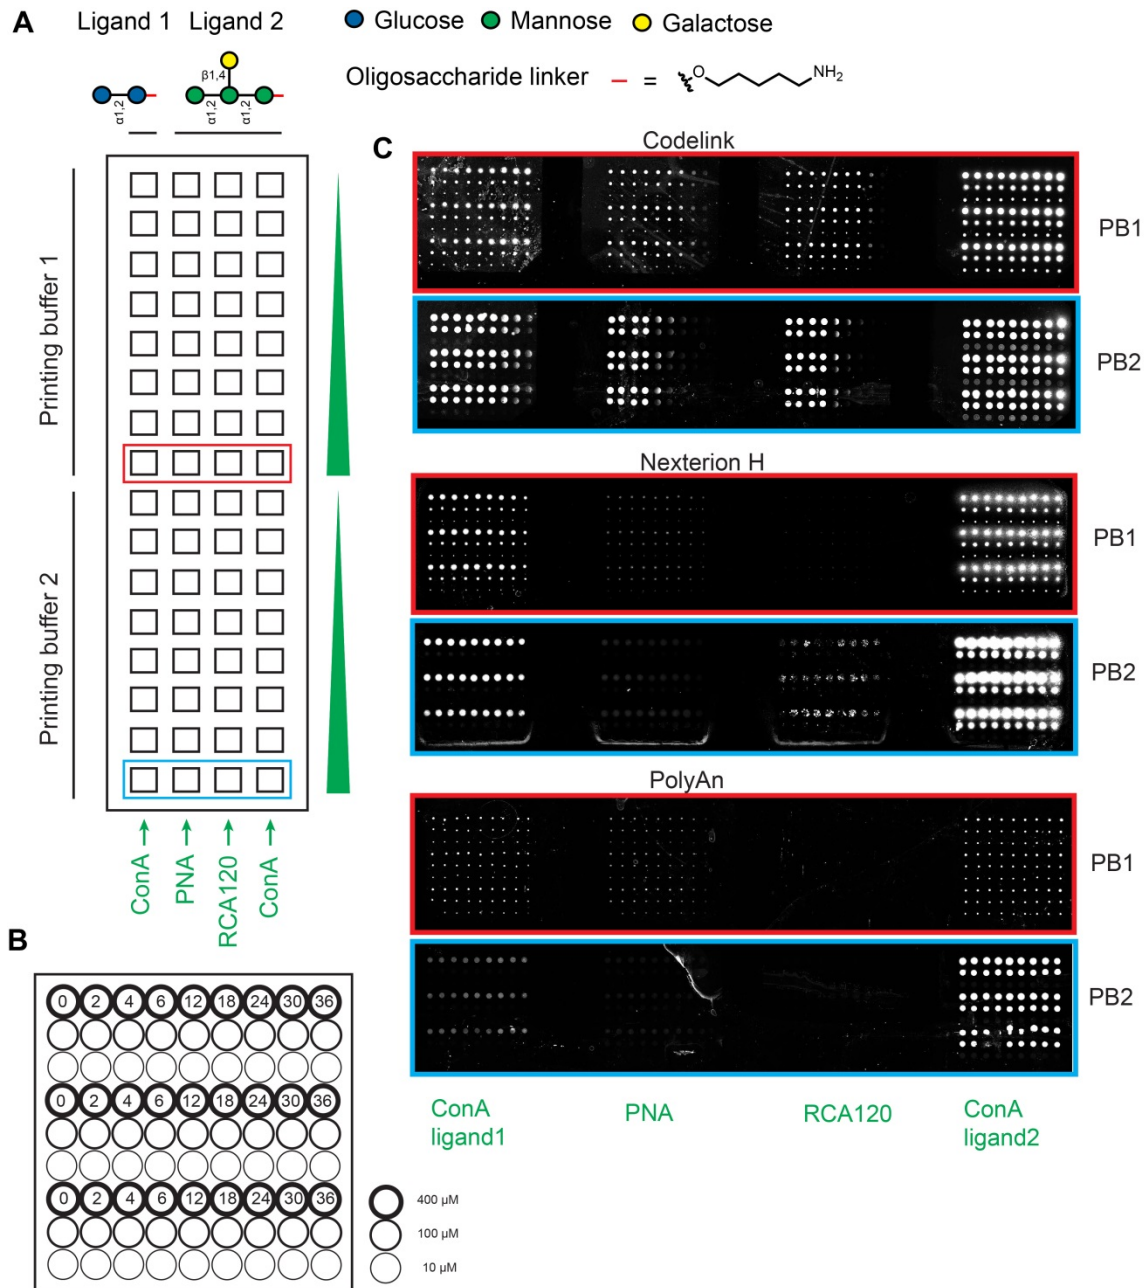 A
Ligand 1 Ligand 2
Glucose Mannose Galactose
β1,4
α1,2 α1,2 α1,2
Oligosaccharide linker – = O NH2
Printing buffer 1
Printing buffer 2
ConA PNA RCA120 ConA
B
0 2 4 6 12 18 24 30 36
0 2 4 6 12 18 24 30 36
0 2 4 6 12 18 24 30 36
400 µM
100 µM
10 µM
C
Codelink
PB1
PB2
Nexterion H
PB1
PB2
PolyAn
PB1
PB2
ConA PNA RCA120 ConA
ligand1 ligand2